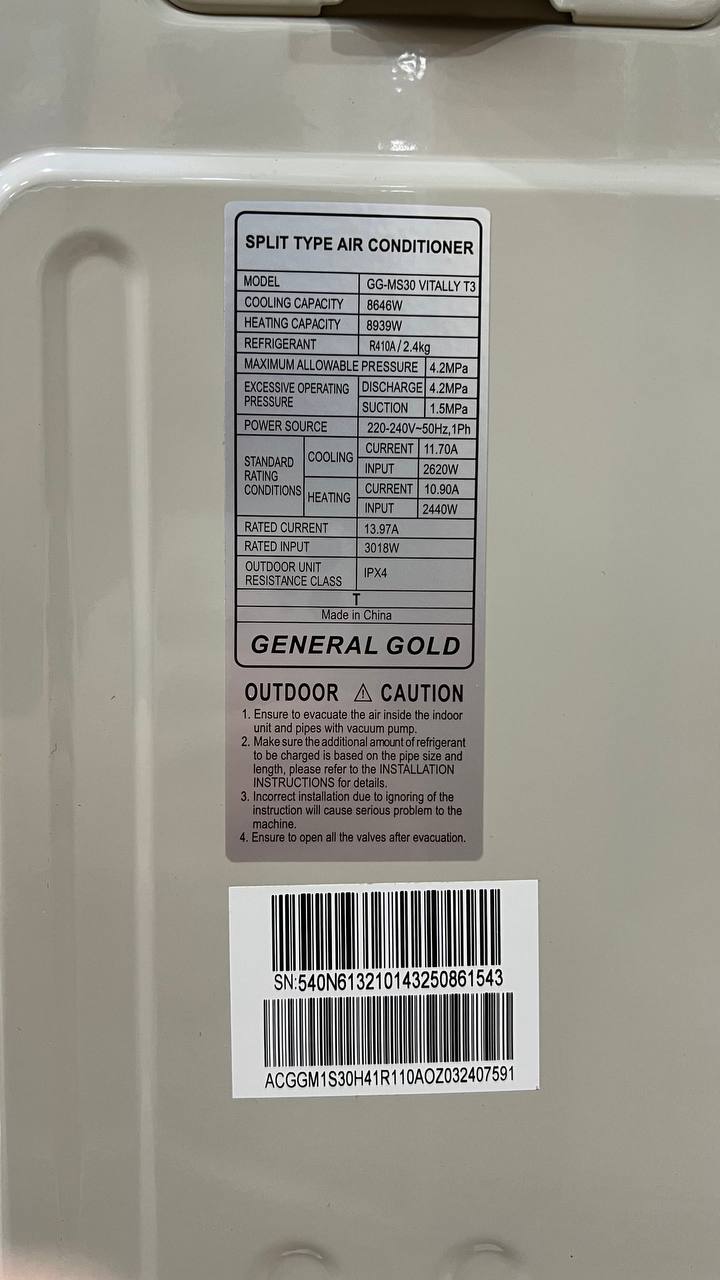 SPLIT TYPE AIR CONDITIONER
MODEL GG-MS30 VITALLY T3
COOLING CAPACITY 8646W
HEATING CAPACITY 8939W
REFRIGERANT R410A/2.4kg
MAXIMUM ALLOWABLE PRESSURE 4.2MPa
EXCESSIVE OPERATING PRESSURE DISCHARGE 4.2MPa
SUCTION 1.5MPa
POWER SOURCE 220-240V~50Hz,1Ph
STANDARD RATING CONDITIONS COOLING CURRENT 11.70A
INPUT 2620W
HEATING CURRENT 10.90A
INPUT 2440W
RATED CURRENT 13.97A
RATED INPUT 3018W
OUTDOOR UNIT RESISTANCE CLASS IPX4
T
Made in China
GENERAL GOLD
OUTDOOR ⚠ CAUTION
1. Ensure to evacuate the air inside the indoor
unit and pipes with vacuum pump.
2. Make sure the additional amount of refrigerant
to be charged is based on the pipe size and
length, please refer to the INSTALLATION
INSTRUCTIONS for details.
3. Incorrect installation due to ignoring of the
instruction will cause serious problem to the
machine.
4. Ensure to open all the valves after evacuation.
SN:540N613210143250861543
ACGGM1S30H41R110AOZ032407591